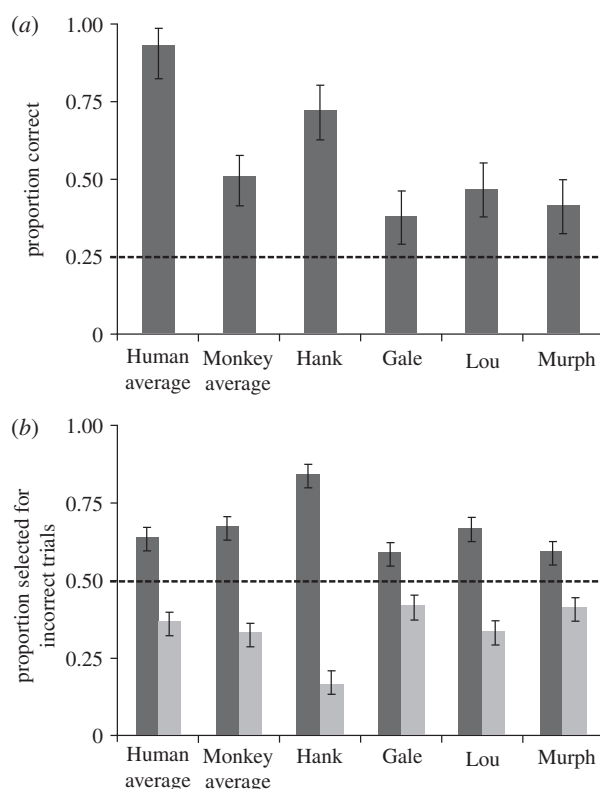 (a)
proportion correct
1.00
0.75
0.50
0.25
0
Human
average
Monkey
average
Hank
Gale
Lou
Murph
(b)
proportion selected for
incorrect trials
1.00
0.75
0.50
0.25
0
Human
average
Monkey
average
Hank
Gale
Lou
Murph